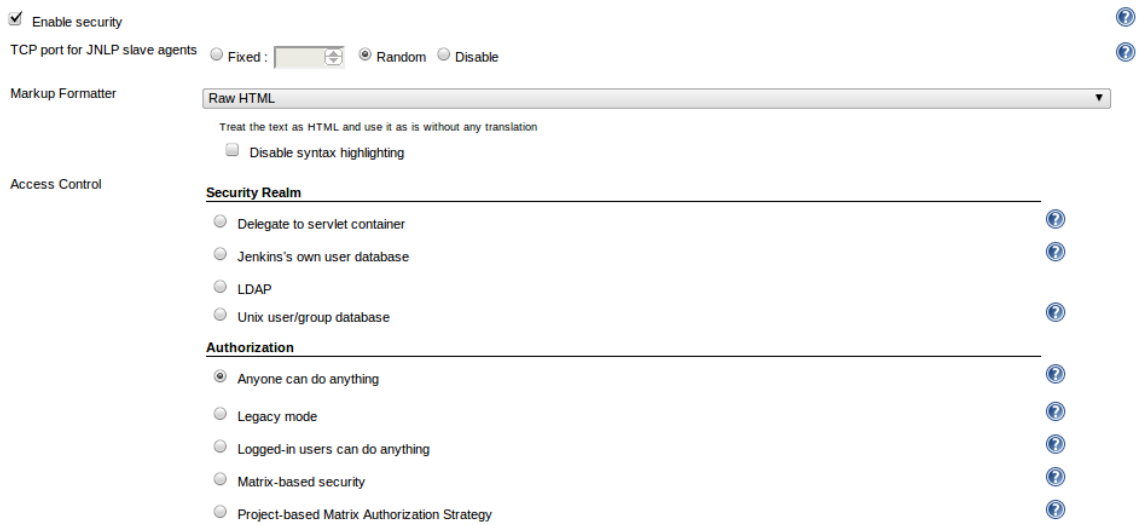 Enable security
TCP port for JNLP slave agents Fixed : Random Disable
Markup Formatter Raw HTML
Treat the text as HTML and use it as is without any translation
Disable syntax highlighting
Access Control
Security Realm
Delegate to servlet container
Jenkins's own user database
LDAP
Unix user/group database
Authorization
Anyone can do anything
Legacy mode
Logged-in users can do anything
Matrix-based security
Project-based Matrix Authorization Strategy